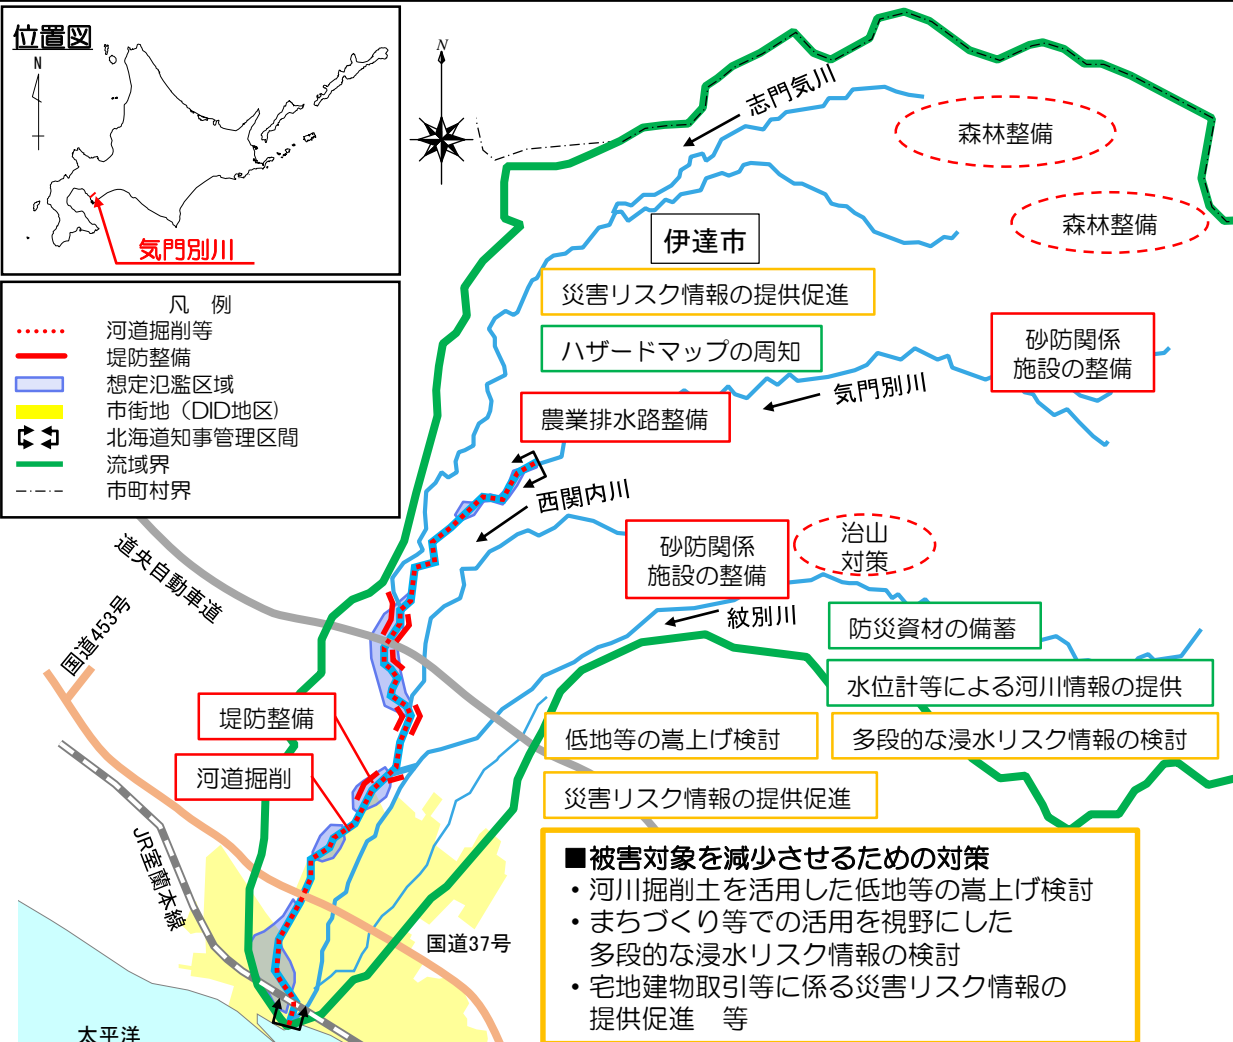 位置図
N
気門別川
凡　例
河道掘削等
堤防整備
想定氾濫区域
市街地（DID地区）
北海道知事管理区間
流域界
市町村界
N
志門気川
森林整備
森林整備
伊達市
災害リスク情報の提供促進
ハザードマップの周知
砂防関係
施設の整備
気門別川
農業排水路整備
西関内川
砂防関係
施設の整備
治山
対策
道央自動車道
国道453号
紋別川
防災資材の備蓄
水位計等による河川情報の提供
堤防整備
低地等の嵩上げ検討
多段的な浸水リスク情報の検討
河道掘削
災害リスク情報の提供促進
JR室蘭本線
国道37号
太平洋
■被害対象を減少させるための対策
・河川掘削土を活用した低地等の嵩上げ検討
・まちづくり等での活用を視野にした
多段的な浸水リスク情報の検討
・宅地建物取引等に係る災害リスク情報の
提供促進　等